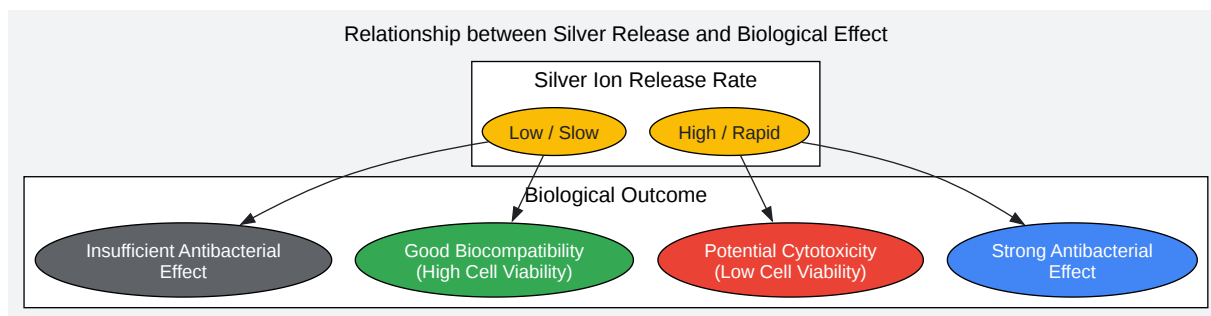 Relationship between Silver Release and Biological Effect
Silver Ion Release Rate
Low / Slow
High / Rapid
Biological Outcome
Insufficient Antibacterial
Effect
Good Biocompatibility
(High Cell Viability)
Potential Cytotoxicity
(Low Cell Viability)
Strong Antibacterial
Effect